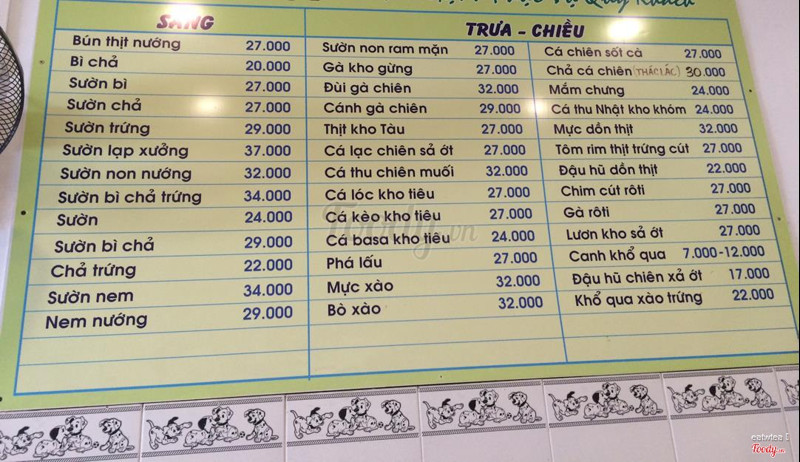 Phục Vụ Quý Khách
SÁNG
Bún thịt nướng 27.000
Bì chả 20.000
Sườn bì 27.000
Sườn chả 27.000
Sườn trứng 29.000
Sườn lạp xưởng 37.000
Sườn non nướng 32.000
Sườn bì chả trứng 34.000
Sườn 24.000
Sườn bì chả 29.000
Chả trứng 22.000
Sườn nem 34.000
Nem nướng 29.000
TRƯA - CHIỀU
Sườn non ram mặn 27.000
Gà kho gừng 27.000
Đùi gà chiên 32.000
Cánh gà chiên 29.000
Thịt kho Tàu 27.000
Cá lạc chiên sả ớt 27.000
Cá thu chiên muối 32.000
Cá lóc kho tiêu 27.000
Cá kèo kho tiêu 27.000
Cá basa kho tiêu 24.000
Phá lấu 27.000
Mực xào 32.000
Bò xào 32.000
Cá chiên sốt cà 27.000
Chả cá chiên (THÁC LÁC) 30.000
Mắm chưng 24.000
Cá thu Nhật kho khóm 24.000
Mực dồn thịt 32.000
Tôm rim thịt trứng cút 27.000
Đậu hũ dồn thịt 22.000
Chim cút rôti 27.000
Gà rôti 27.000
Lươn kho sả ớt 27.000
Canh khổ qua 7.000-12.000
Đậu hũ chiên xả ớt 17.000
Khổ qua xào trứng 22.000
Foody.vn
eatwtee
Foody.vn